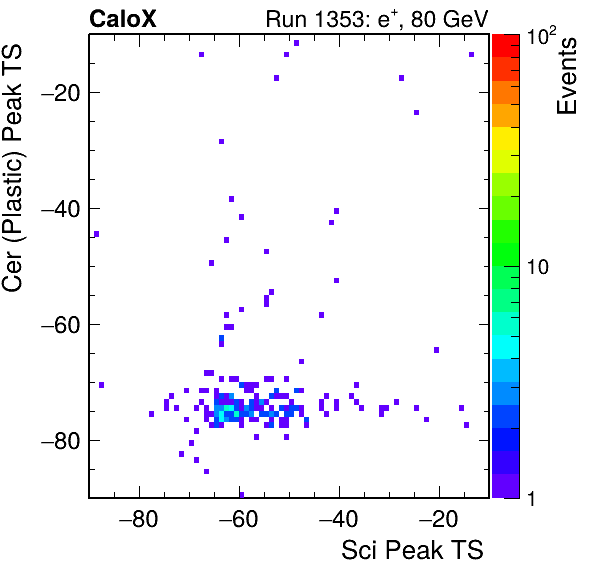 CaloX Run 1353: e⁺, 80 GeV
Cer (Plastic) Peak TS
−20
−40
−60
−80
−80 −60 −40 −20
Sci Peak TS
10²
10
1
Events